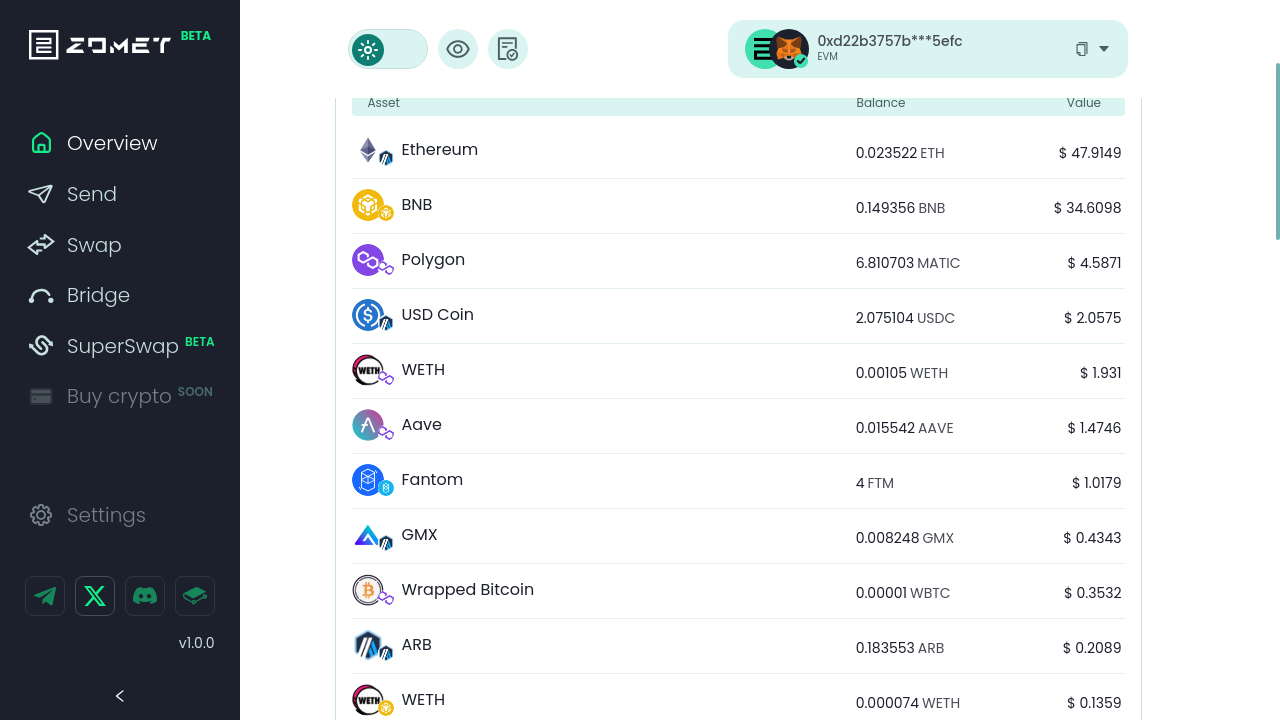 ZOMET BETA
0xd22b3757b***5efc
EVM
Overview
Send
Swap
Bridge
SuperSwap BETA
Buy crypto SOON
Settings
v1.0.0
Asset Balance Value
Ethereum 0.023522 ETH $ 47.9149
BNB 0.149356 BNB $ 34.6098
Polygon 6.810703 MATIC $ 4.5871
USD Coin 2.075104 USDC $ 2.0575
WETH WETH 0.00105 WETH $ 1.931
Aave 0.015542 AAVE $ 1.4746
Fantom 4 FTM $ 1.0179
GMX 0.008248 GMX $ 0.4343
Wrapped Bitcoin 0.00001 WBTC $ 0.3532
ARB 0.183553 ARB $ 0.2089
WETH WETH 0.000074 WETH $ 0.1359